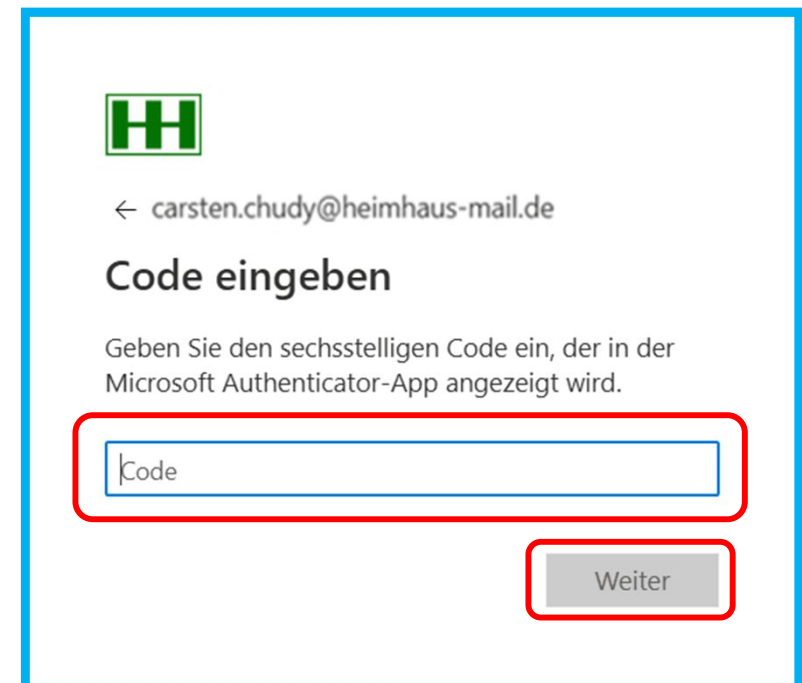 HH
← carsten.chudy@heimhaus-mail.de
Code eingeben
Geben Sie den sechsstelligen Code ein, der in der
Microsoft Authenticator-App angezeigt wird.
Code
Weiter